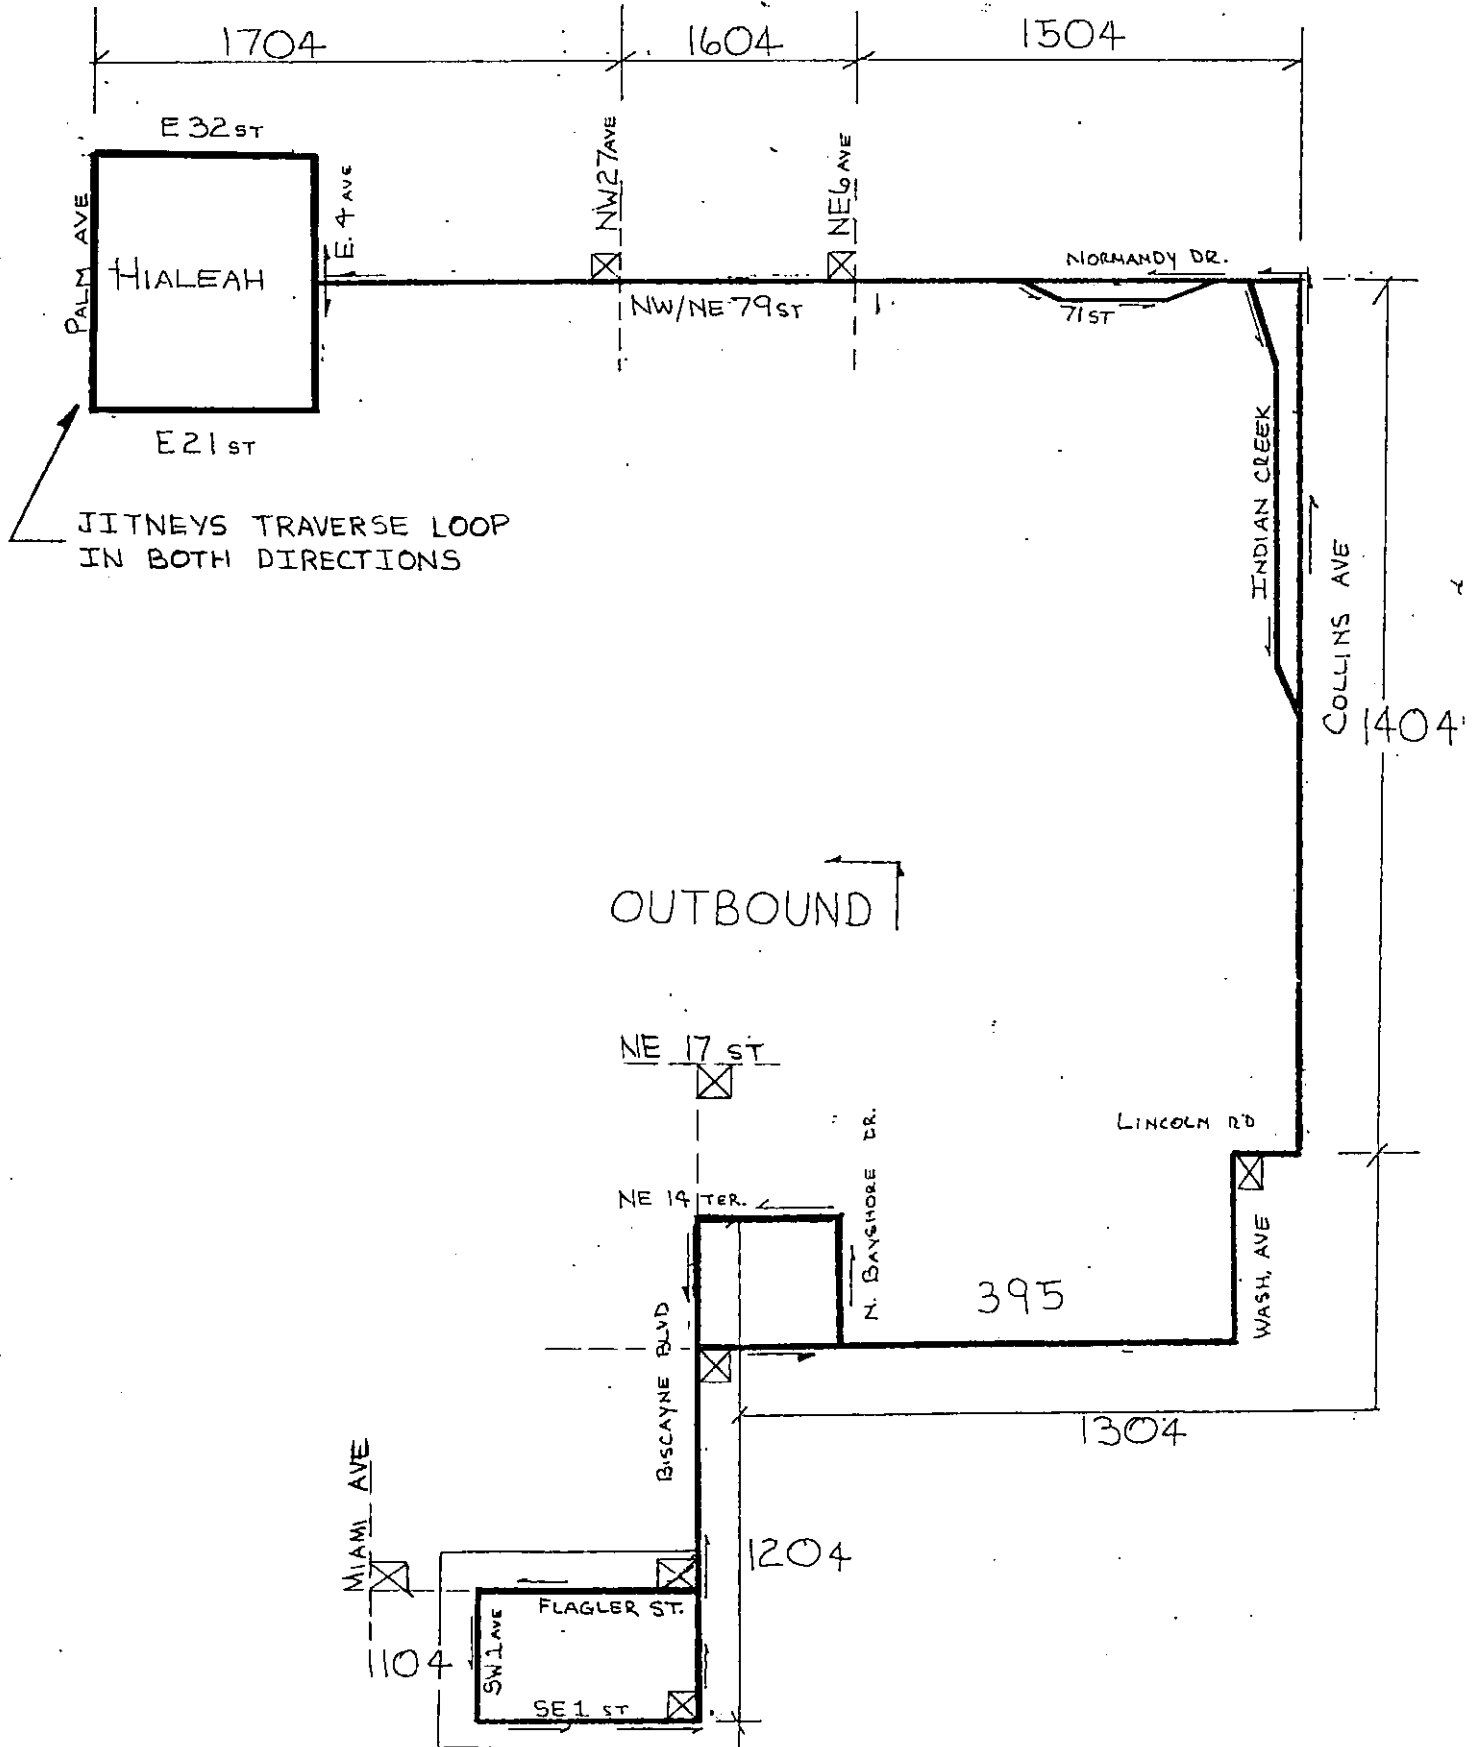 1704
1604
1504
E 32 ST
PALM AVE
HIALEAH
E. 4 AVE
NW 27 AVE
NE 6 AVE
NW/NE 79 ST
NORMANDY DR.
71 ST
E 21 ST
JITNEYS TRAVERSE LOOP
IN BOTH DIRECTIONS
INDIAN CREEK
COLLINS AVE
1404
OUTBOUND
NE 17 ST
LINCOLN RD
NE 14 TER.
N. BAYSHORE DR.
395
WASH. AVE
BISCAYNE BLVD
1304
MIAMI AVE
1204
FLAGLER ST.
1104
SW 1 AVE
SE 1 ST